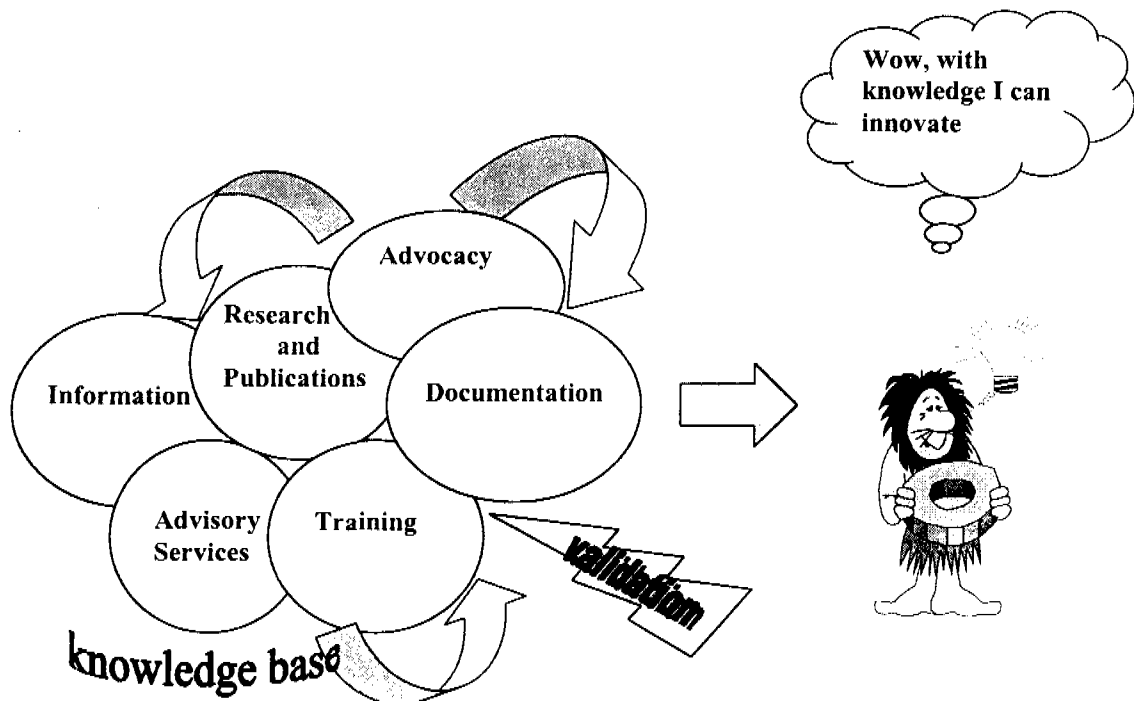 Wow, with
knowledge I can
innovate
Advocacy
Research
and
Publications
Information
Documentation
Advisory
Services
Training
validation
knowledge base